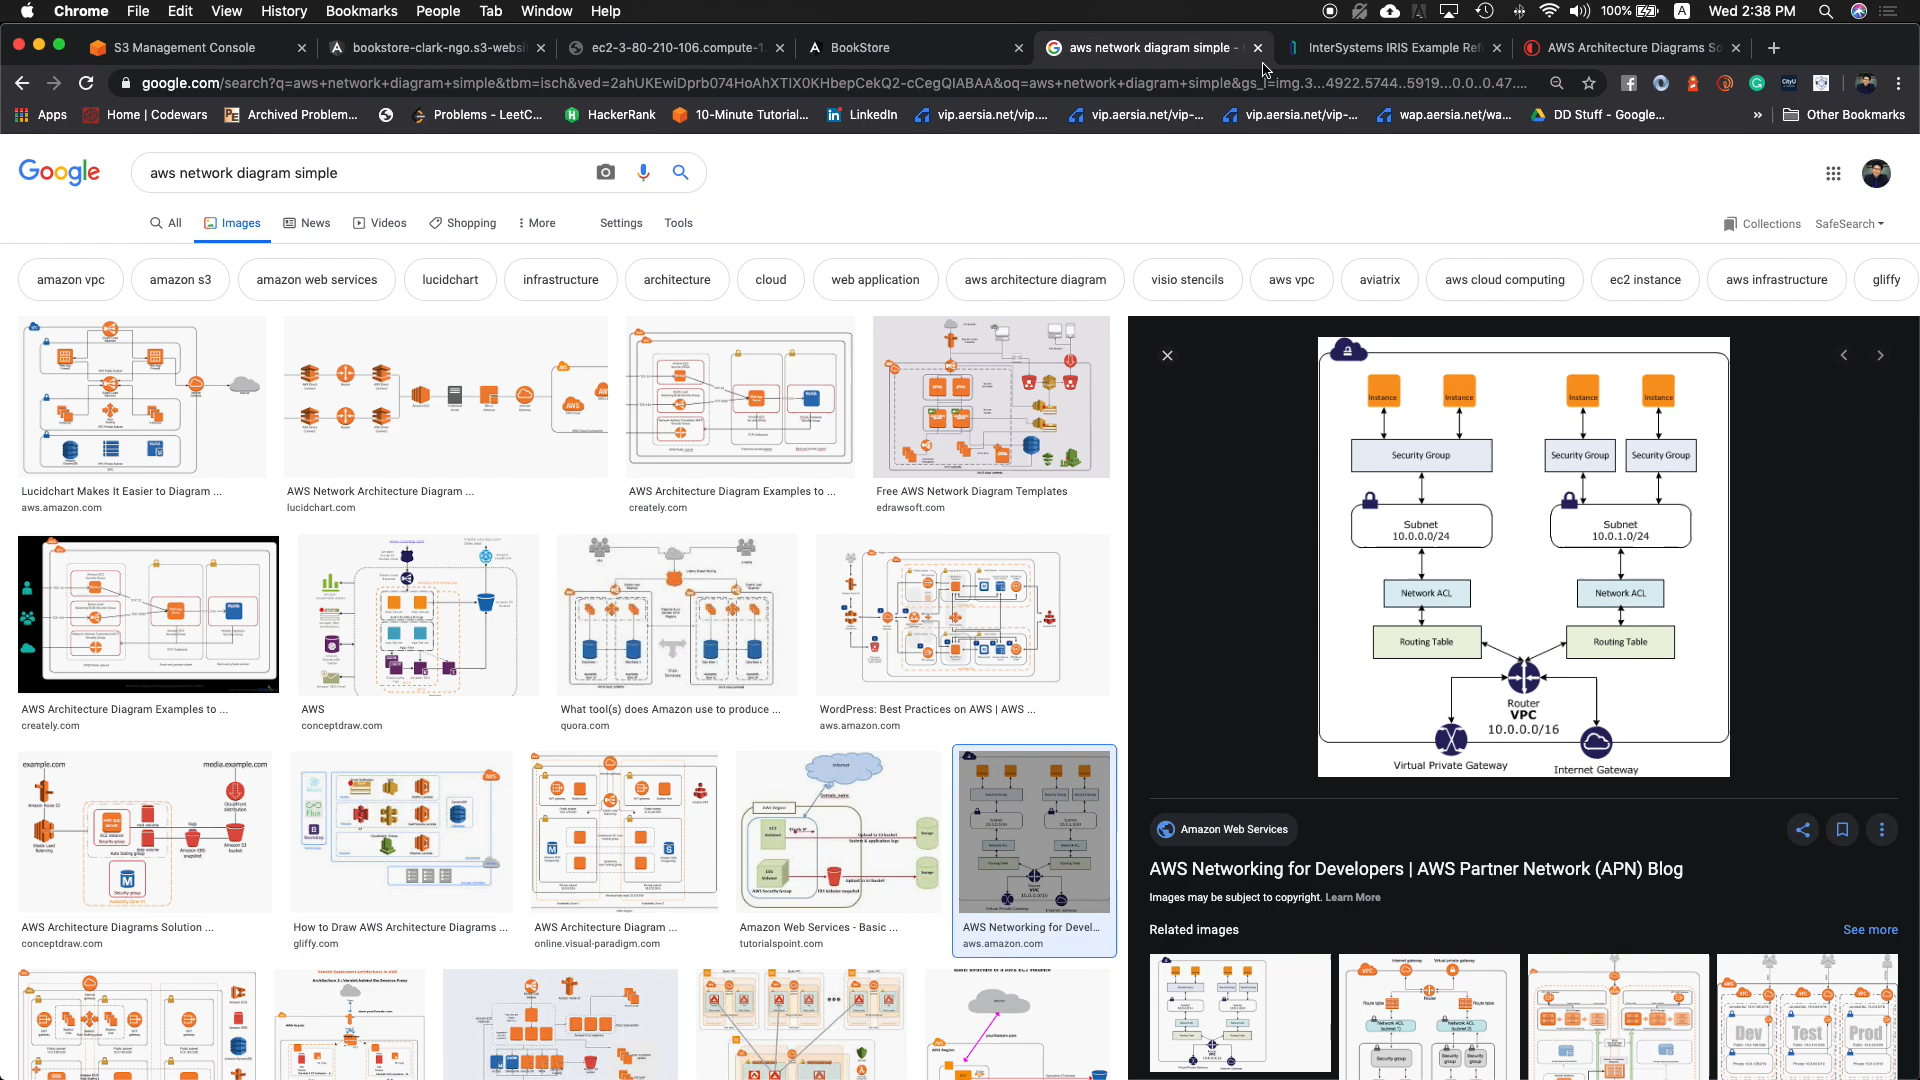 Chrome File Edit View History Bookmarks People Tab Window Help
100% A Wed 2:38 PM
S3 Management Console
bookstore-clark-ngo.s3-websi
ec2-3-80-210-106.compute-1.
BookStore
aws network diagram simple -
InterSystems IRIS Example Ref
AWS Architecture Diagrams So
google.com/search?q=aws+network+diagram+simple&tbm=isch&ved=2ahUKEwiDprb074HoAhXTIX0KHbepCekQ2-cCegQIABAA&oq=aws+network+diagram+simple&gs_l=img.3...4922.5744..5919...0.0..0.47....
Apps
Home | Codewars
Archived Problem...
Problems - LeetC...
HackerRank
10-Minute Tutorial...
LinkedIn
vip.aersia.net/vip....
vip.aersia.net/vip-...
vip.aersia.net/vip-...
wap.aersia.net/wa...
DD Stuff - Google...
»
Other Bookmarks
Google
aws network diagram simple
All Images News Videos Shopping More Settings Tools
Collections SafeSearch
amazon vpc
amazon s3
amazon web services
lucidchart
infrastructure
architecture
cloud
web application
aws architecture diagram
visio stencils
aws vpc
aviatrix
aws cloud computing
ec2 instance
aws infrastructure
gliffy
Lucidchart Makes It Easier to Diagram ...
aws.amazon.com
AWS Network Architecture Diagram ...
lucidchart.com
AWS Architecture Diagram Examples to ...
creately.com
Free AWS Network Diagram Templates
edrawsoft.com
AWS Architecture Diagram Examples to ...
creately.com
AWS
conceptdraw.com
What tool(s) does Amazon use to produce ...
quora.com
WordPress: Best Practices on AWS | AWS ...
aws.amazon.com
example.com
media.example.com
AWS Architecture Diagrams Solution ...
conceptdraw.com
How to Draw AWS Architecture Diagrams ...
gliffy.com
AWS Architecture Diagram ...
online.visual-paradigm.com
Amazon Web Services - Basic ...
tutorialspoint.com
AWS Networking for Devel...
aws.amazon.com
Instance
Instance
Instance
Instance
Security Group
Security Group
Security Group
Subnet
10.0.0.0/24
Subnet
10.0.1.0/24
Network ACL
Network ACL
Routing Table
Routing Table
Router
VPC
10.0.0.0/16
Virtual Private Gateway
Internet Gateway
Amazon Web Services
AWS Networking for Developers | AWS Partner Network (APN) Blog
Images may be subject to copyright. Learn More
Related images
See more
Dev
Test
Prod